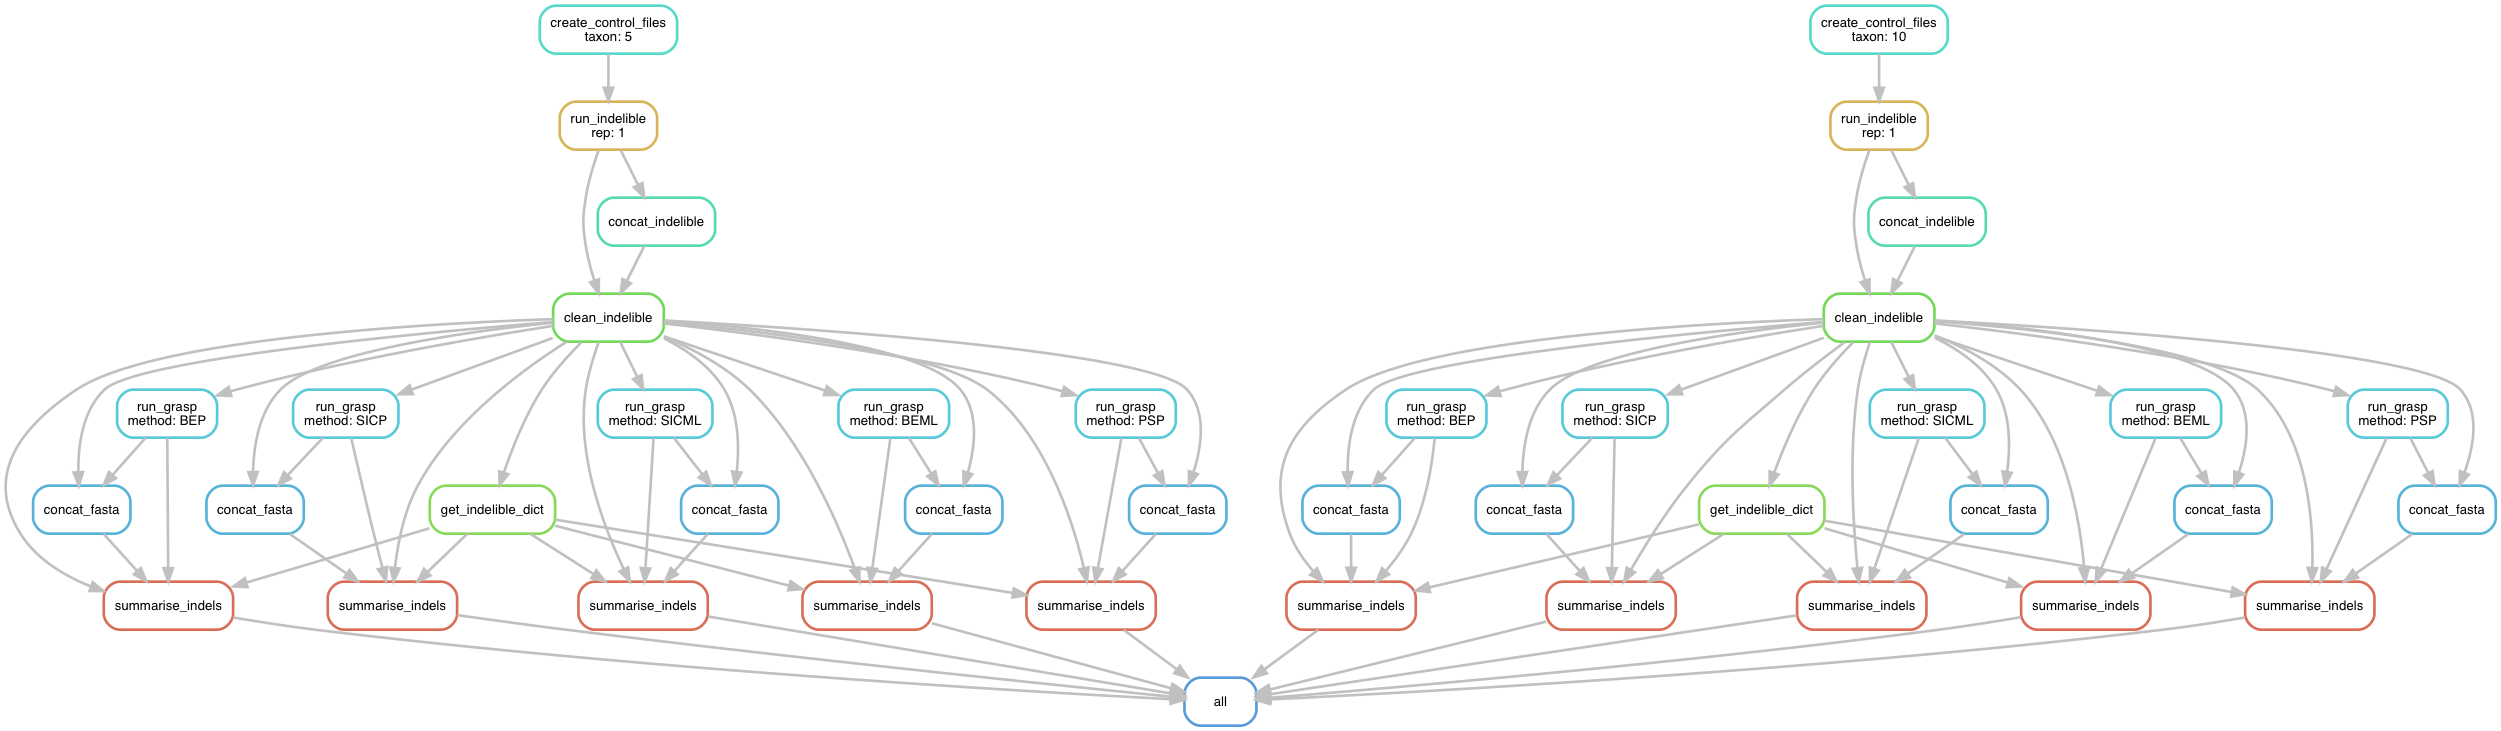 create_control_files
taxon: 5
create_control_files
taxon: 10
run_indelible
rep: 1
run_indelible
rep: 1
concat_indelible
concat_indelible
clean_indelible
clean_indelible
run_grasp
method: BEP
run_grasp
method: SICP
run_grasp
method: SICML
run_grasp
method: BEML
run_grasp
method: PSP
run_grasp
method: BEP
run_grasp
method: SICP
run_grasp
method: SICML
run_grasp
method: BEML
run_grasp
method: PSP
concat_fasta
concat_fasta
get_indelible_dict
concat_fasta
concat_fasta
concat_fasta
concat_fasta
concat_fasta
get_indelible_dict
concat_fasta
concat_fasta
concat_fasta
summarise_indels
summarise_indels
summarise_indels
summarise_indels
summarise_indels
summarise_indels
summarise_indels
summarise_indels
summarise_indels
summarise_indels
all